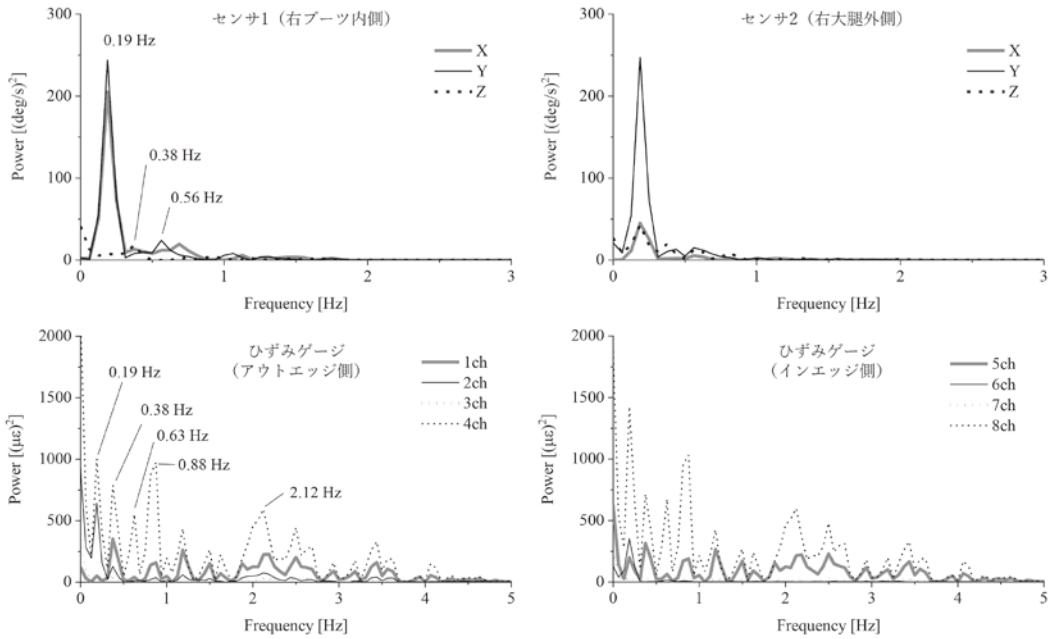 センサ1（右ブーツ内側）
0.19 Hz
X
Y
Z
0.38 Hz
0.56 Hz
Power [(deg/s)²]
300
200
100
0
0 1 2 3
Frequency [Hz]
センサ2（右大腿外側）
X
Y
Z
Power [(deg/s)²]
300
200
100
0
0 1 2 3
Frequency [Hz]
ひずみゲージ
（アウトエッジ側）
1ch
2ch
3ch
4ch
0.19 Hz
0.38 Hz
0.63 Hz
0.88 Hz
2.12 Hz
Power [(με)²]
2000
1500
1000
500
0
0 1 2 3 4 5
Frequency [Hz]
ひずみゲージ
（インエッジ側）
5ch
6ch
7ch
8ch
Power [(με)²]
2000
1500
1000
500
0
0 1 2 3 4 5
Frequency [Hz]